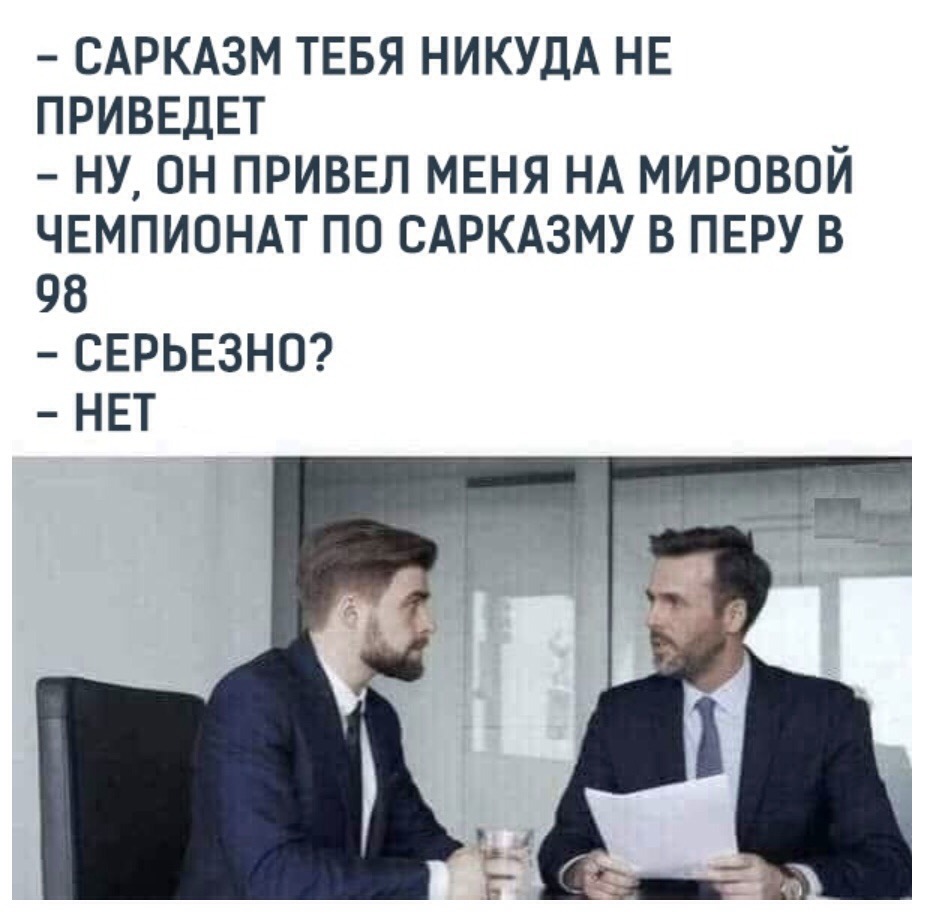 – САРКАЗМ ТЕБЯ НИКУДА НЕ
ПРИВЕДЕТ
– НУ, ОН ПРИВЕЛ МЕНЯ НА МИРОВОЙ
ЧЕМПИОНАТ ПО САРКАЗМУ В ПЕРУ В
98
– СЕРЬЕЗНО?
– НЕТ